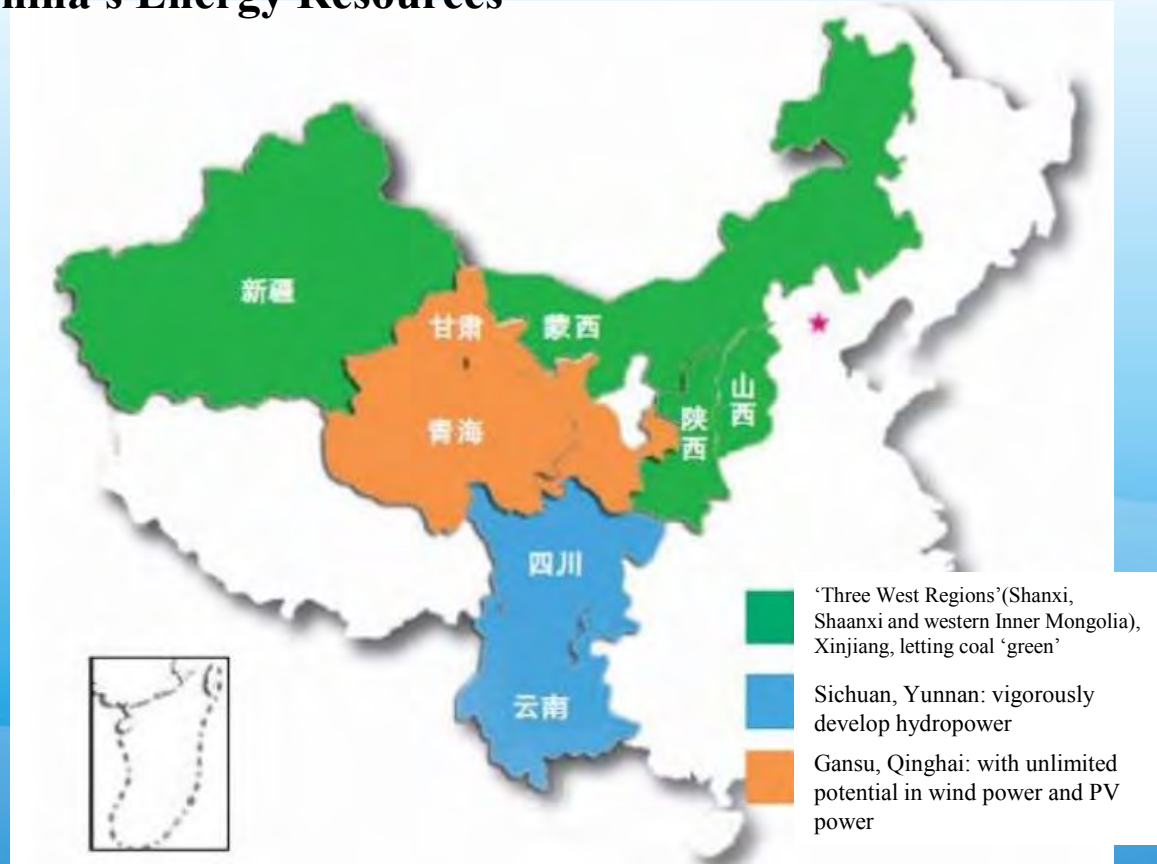 hina's Energy Resources
新疆
甘肃
蒙西
青海
陕西
山西
四川
云南
‘Three West Regions’(Shanxi,
Shaanxi and western Inner Mongolia),
Xinjiang, letting coal ‘green’
Sichuan, Yunnan: vigorously
develop hydropower
Gansu, Qinghai: with unlimited
potential in wind power and PV
power